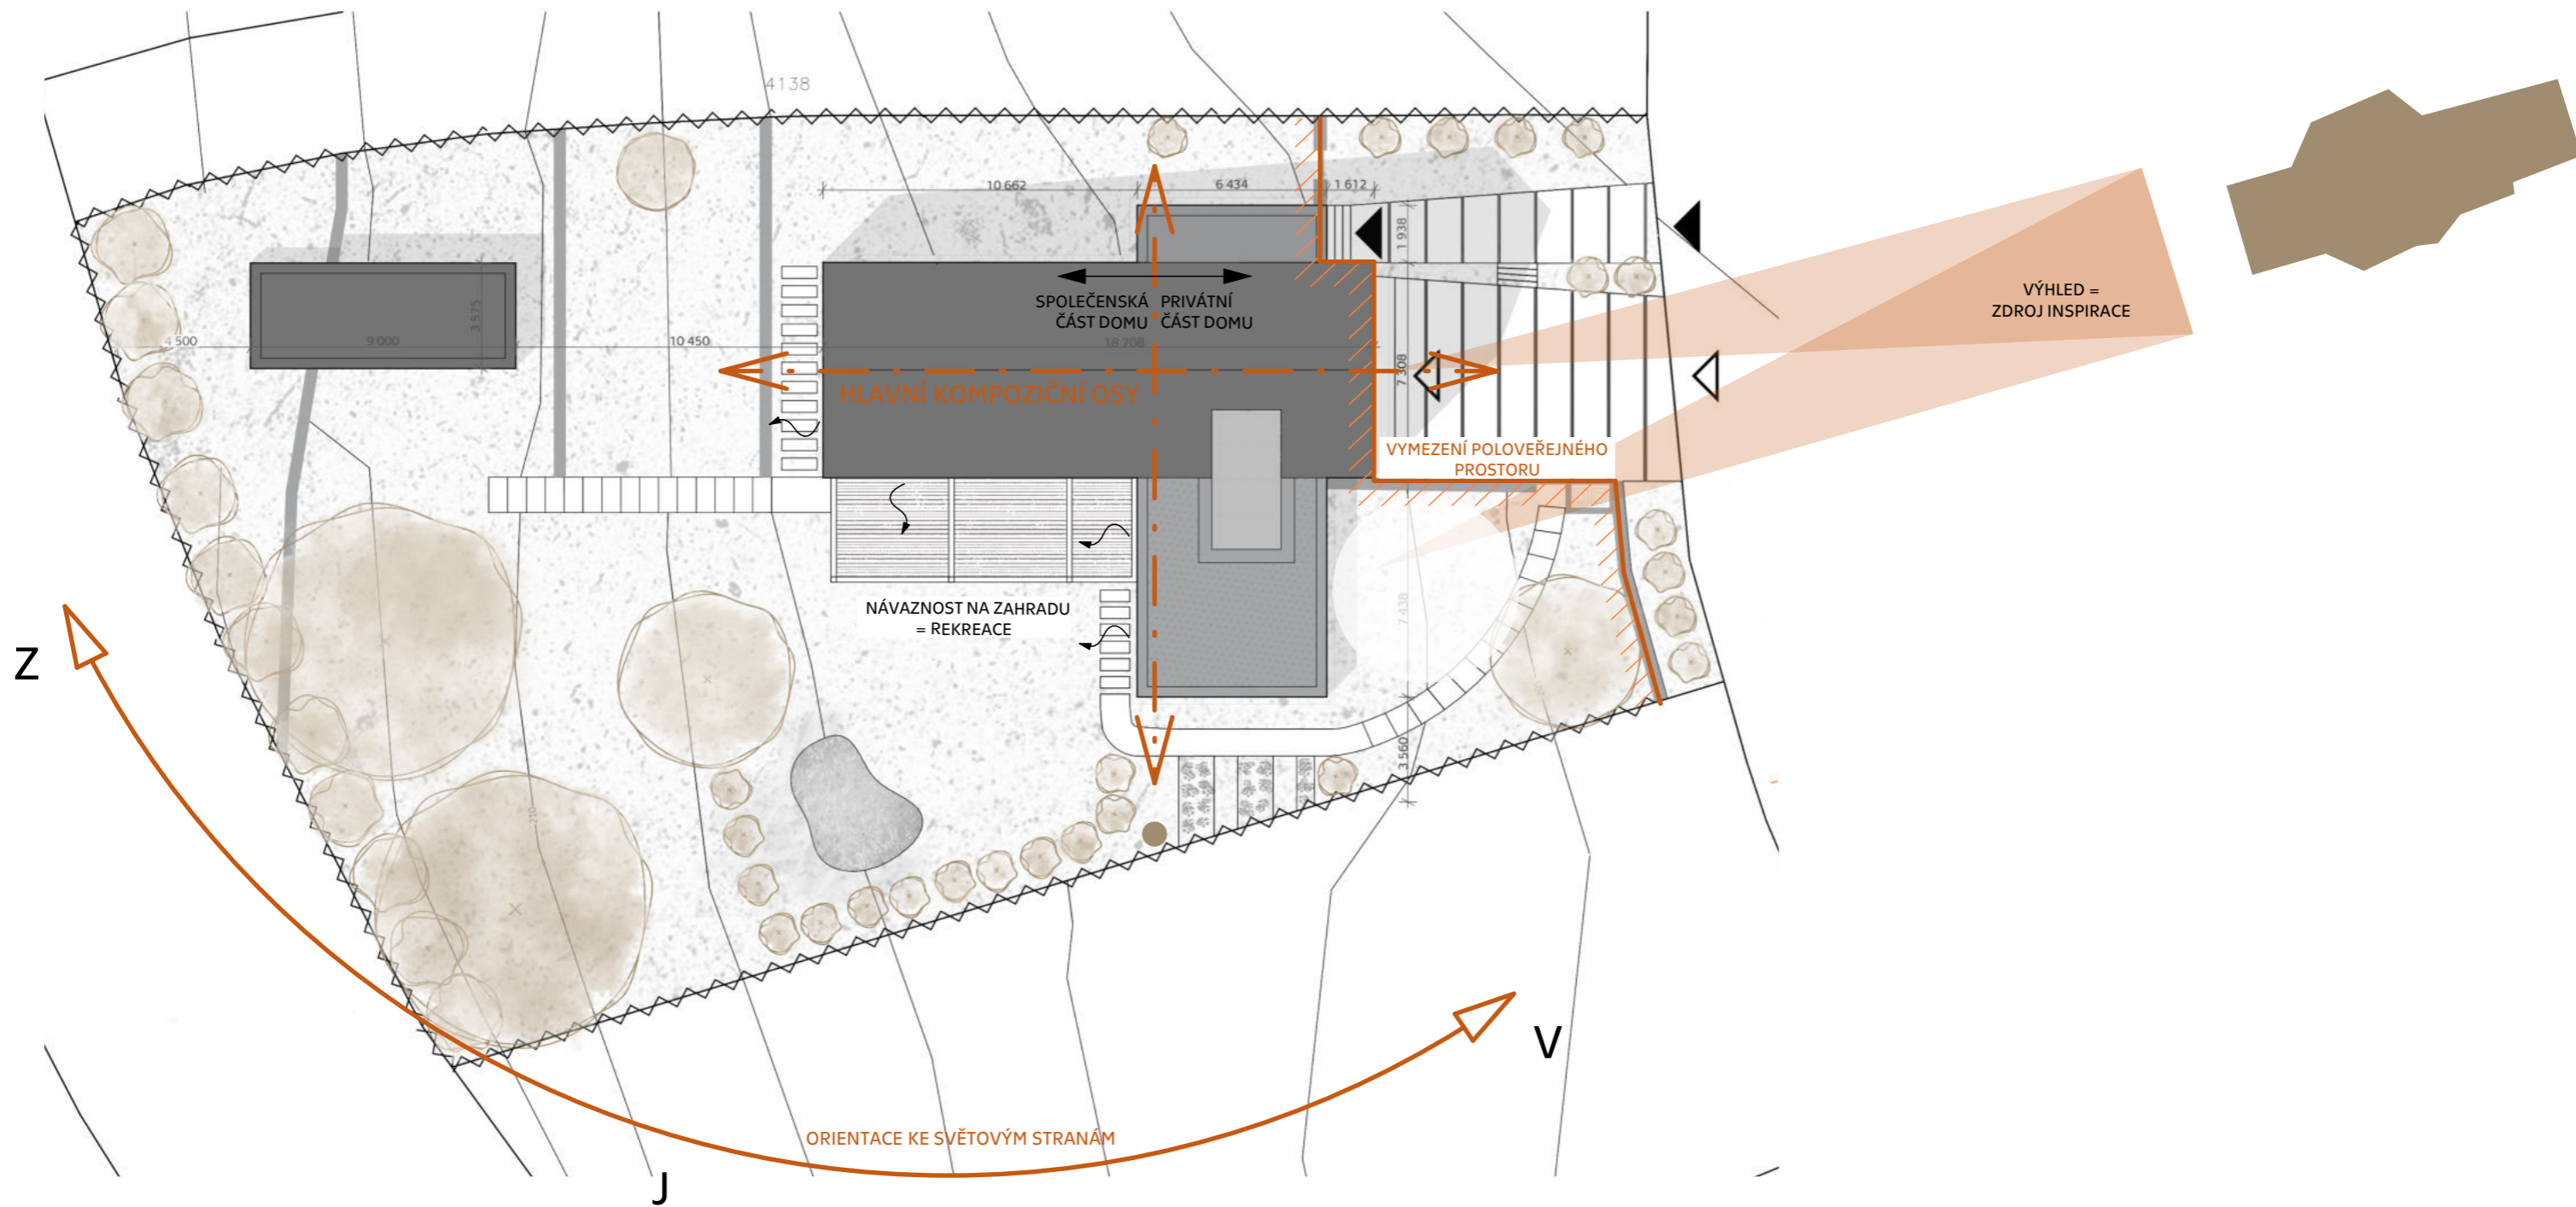 4138
10 662
6 434
1 612
1 938
SPOLEČENSKÁ
ČÁST DOMU
PRIVÁTNÍ
ČÁST DOMU
VÝHLED =
ZDROJ INSPIRACE
3 575
4 500
9 000
10 450
18 708
7 308
HLAVNÍ KOMPOZIČNÍ OSY
VYMEZENÍ POLOVEŘEJNÉHO
PROSTORU
NÁVAZNOST NA ZAHRADU
= REKREACE
7 438
Z
3 560
210
V
ORIENTACE KE SVĚTOVÝM STRANÁM
J